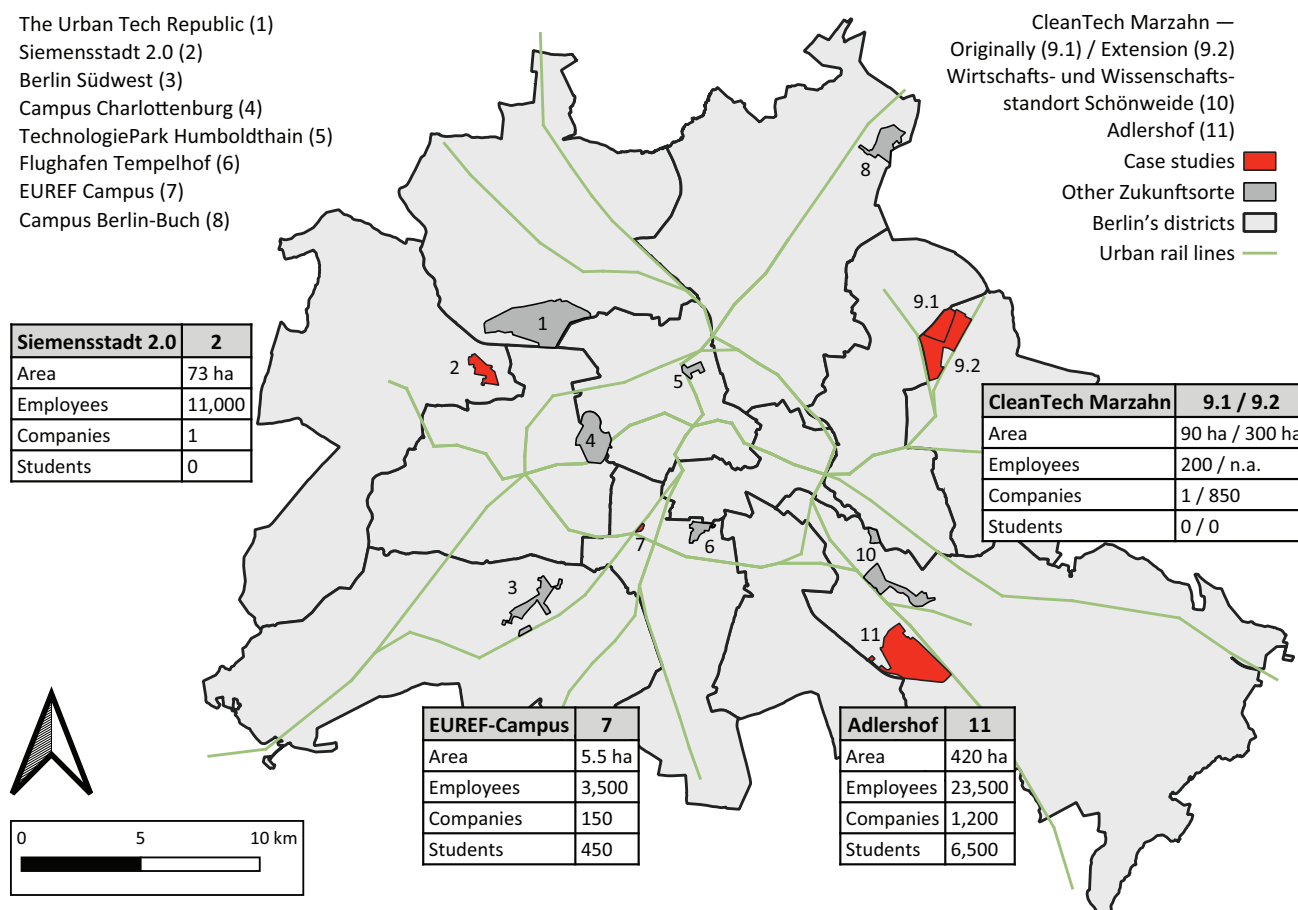 The Urban Tech Republic (1)
Siemensstadt 2.0 (2)
Berlin Südwest (3)
Campus Charlottenburg (4)
TechnologiePark Humboldthain (5)
Flughafen Tempelhof (6)
EUREF Campus (7)
Campus Berlin-Buch (8)
CleanTech Marzahn —
Originally (9.1) / Extension (9.2)
Wirtschafts- und Wissenschafts-
standort Schönweide (10)
Adlershof (11)
Case studies
Other Zukunftsorte
Berlin's districts
Urban rail lines
8
9.1
1
2
9.2
5
4
7
6
10
3
11
Siemensstadt 2.0 2
Area 73 ha
Employees 11,000
Companies 1
Students 0
CleanTech Marzahn 9.1 / 9.2
Area 90 ha / 300 ha
Employees 200 / n.a.
Companies 1 / 850
Students 0 / 0
EUREF-Campus 7
Area 5.5 ha
Employees 3,500
Companies 150
Students 450
Adlershof 11
Area 420 ha
Employees 23,500
Companies 1,200
Students 6,500
0 5 10 km